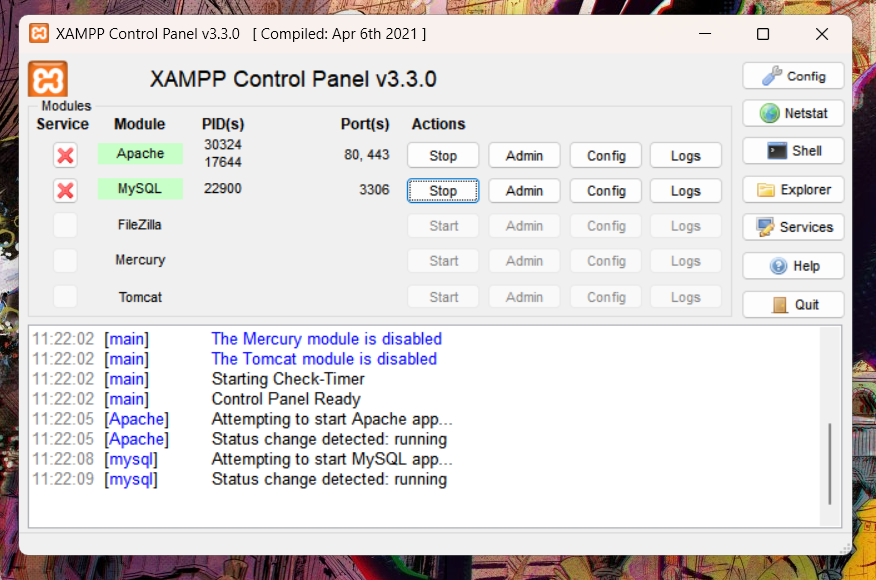 XAMPP Control Panel v3.3.0 [ Compiled: Apr 6th 2021 ]
XAMPP Control Panel v3.3.0
Config
Modules
Service Module PID(s) Port(s) Actions
Netstat
Apache 30324 17644 80, 443 Stop Admin Config Logs
Shell
MySQL 22900 3306 Stop Admin Config Logs
Explorer
FileZilla Start Admin Config Logs
Services
Mercury Start Admin Config Logs
Help
Tomcat Start Admin Config Logs
Quit
11:22:02 [main] The Mercury module is disabled
11:22:02 [main] The Tomcat module is disabled
11:22:02 [main] Starting Check-Timer
11:22:02 [main] Control Panel Ready
11:22:05 [Apache] Attempting to start Apache app...
11:22:05 [Apache] Status change detected: running
11:22:08 [mysql] Attempting to start MySQL app...
11:22:09 [mysql] Status change detected: running